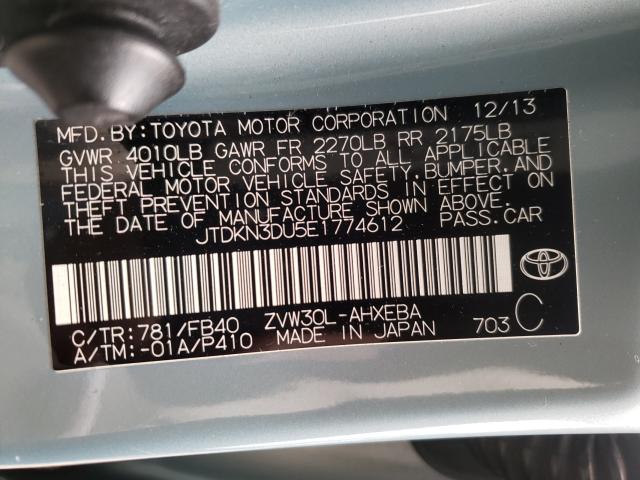 MFD. BY: TOYOTA MOTOR CORPORATION 12/13
GVWR 4010LB GAWR FR 2270LB RR 2175LB
THIS VEHICLE CONFORMS TO ALL APPLICABLE
FEDERAL MOTOR VEHICLE SAFETY, BUMPER, AND
THEFT PREVENTION STANDARDS IN EFFECT ON
THE DATE OF MANUFACTURE SHOWN ABOVE.
JTDKN3DU5E1774612 PASS. CAR
C/TR: 781/FB40 ZVW30L-AHXEBA
A/TM: -01A/P410 MADE IN JAPAN 703 C